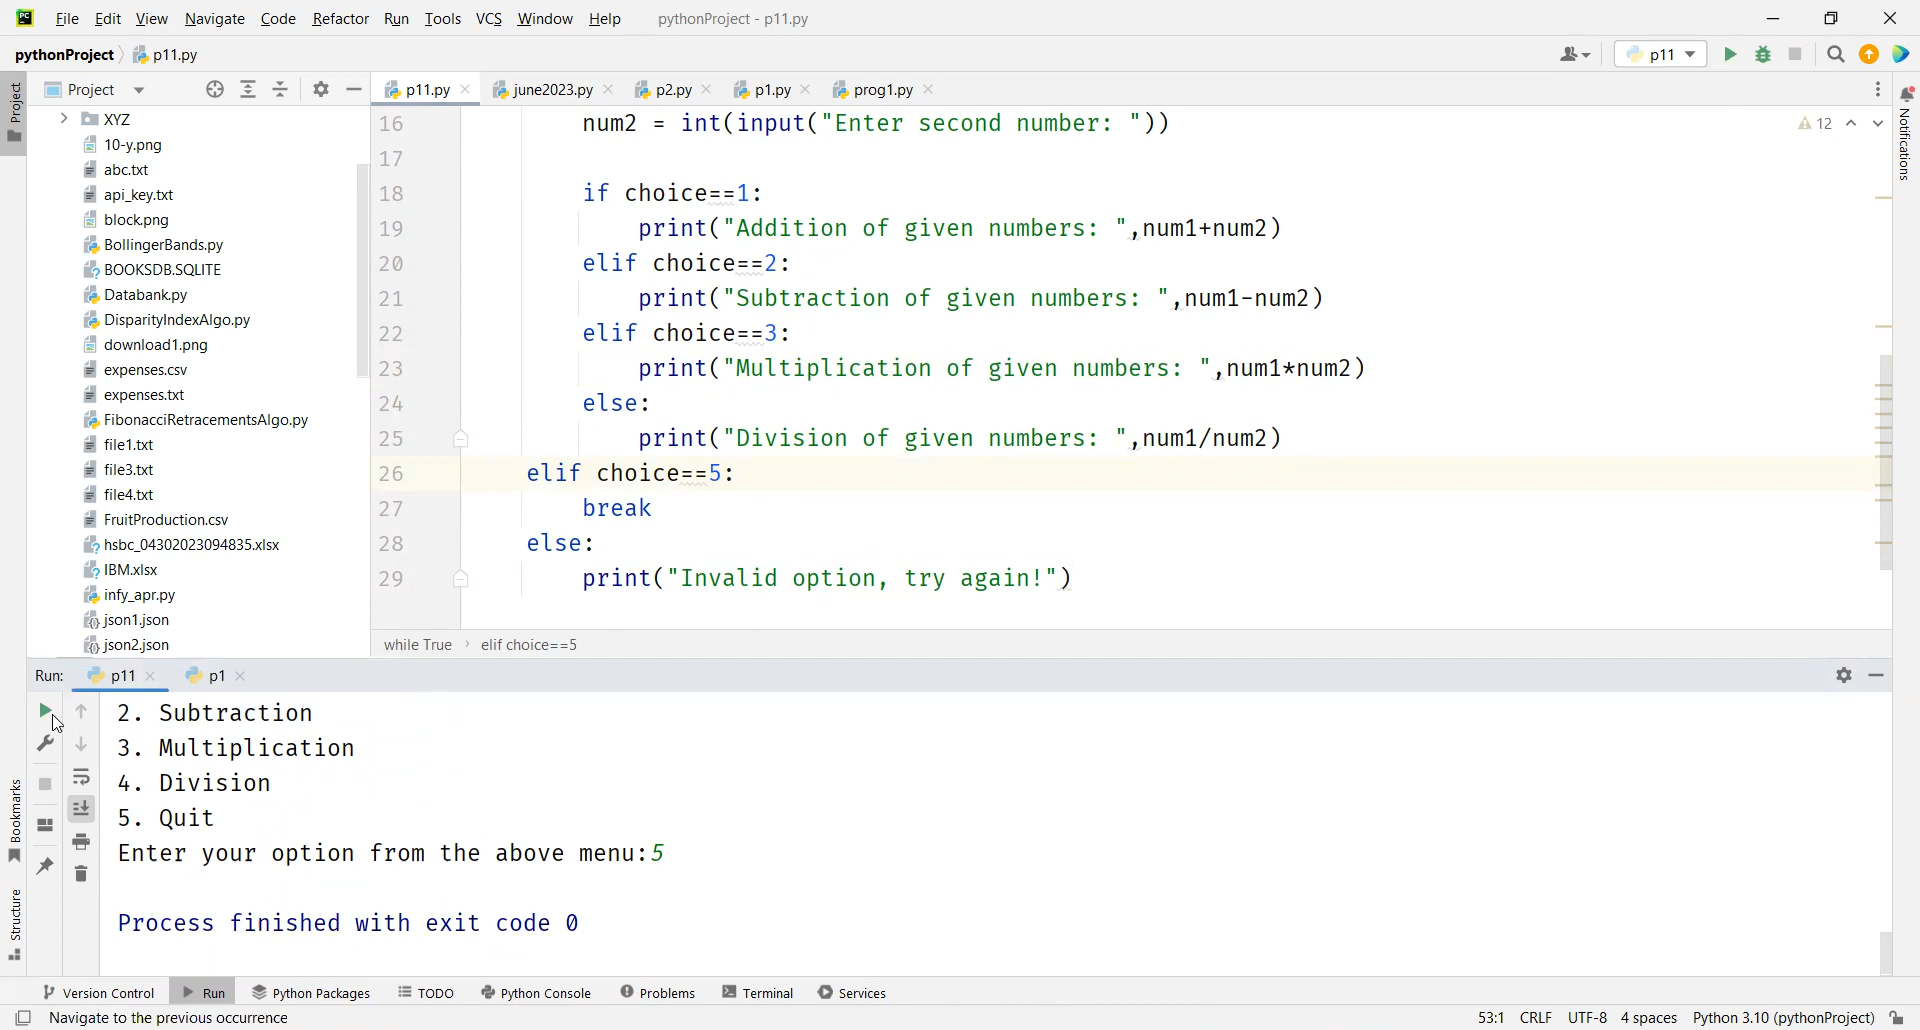 PC File Edit View Navigate Code Refactor Run Tools VCS Window Help pythonProject - p11.py
pythonProject p11.py p11
Project p11.py june2023.py p2.py p1.py prog1.py
Project
Notifications
Bookmarks
Structure
XYZ
10-y.png
abc.txt
api_key.txt
block.png
BollingerBands.py
BOOKSDB.SQLITE
Databank.py
DisparityIndexAlgo.py
download1.png
expenses.csv
expenses.txt
FibonacciRetracementsAlgo.py
file1.txt
file3.txt
file4.txt
FruitProduction.csv
hsbc_04302023094835.xlsx
IBM.xlsx
infy_apr.py
json1.json
json2.json
12
16 num2 = int(input("Enter second number: "))
17
18 if choice==1:
19 print("Addition of given numbers: ",num1+num2)
20 elif choice==2:
21 print("Subtraction of given numbers: ",num1-num2)
22 elif choice==3:
23 print("Multiplication of given numbers: ",num1*num2)
24 else:
25 print("Division of given numbers: ",num1/num2)
26 elif choice==5:
27 break
28 else:
29 print("Invalid option, try again!")
while True › elif choice==5
Run: p11 p1
2. Subtraction
3. Multiplication
4. Division
5. Quit
Enter your option from the above menu:5
Process finished with exit code 0
Version Control Run Python Packages TODO Python Console Problems Terminal Services
Navigate to the previous occurrence 53:1 CRLF UTF-8 4 spaces Python 3.10 (pythonProject)